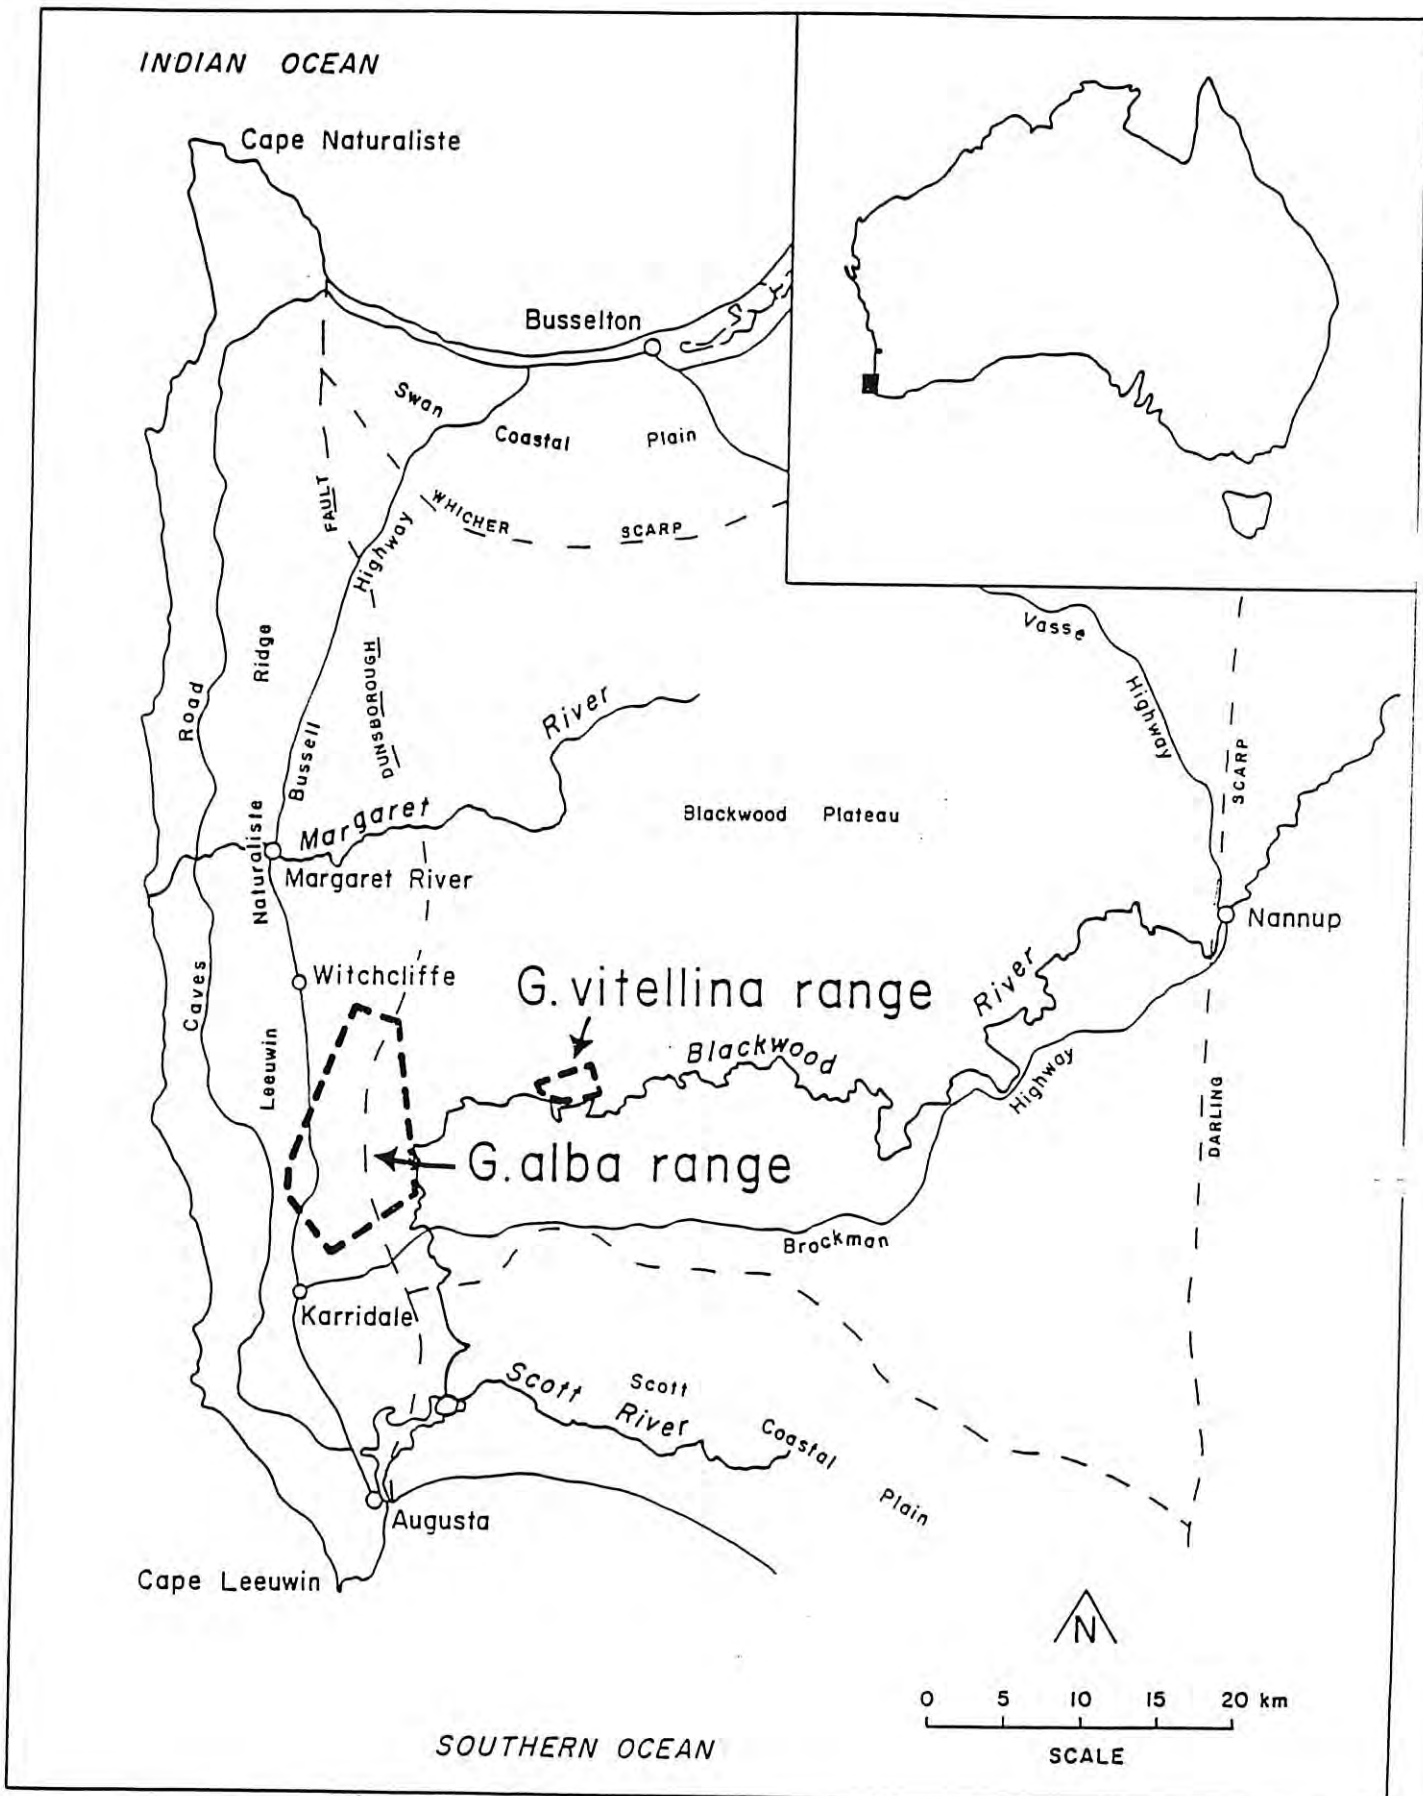 INDIAN OCEAN
Cape Naturaliste
Busselton
Swan
Coastal Plain
FAULT
WHICHER SCARP
Highway
Vasse
Highway
Ridge
Road
DUNSBOROUGH
Bussell
River
SCARP
Margaret
Blackwood Plateau
Naturaliste
Margaret River
Nannup
Witchcliffe
Caves
G. vitellina range
River
Leeuwin
Blackwood
Highway
DARLING
G. alba range
Brockman
Karridale
Scott
River
Scott
Coastal
Plain
Augusta
Cape Leeuwin
N
0 5 10 15 20 km
SCALE
SOUTHERN OCEAN